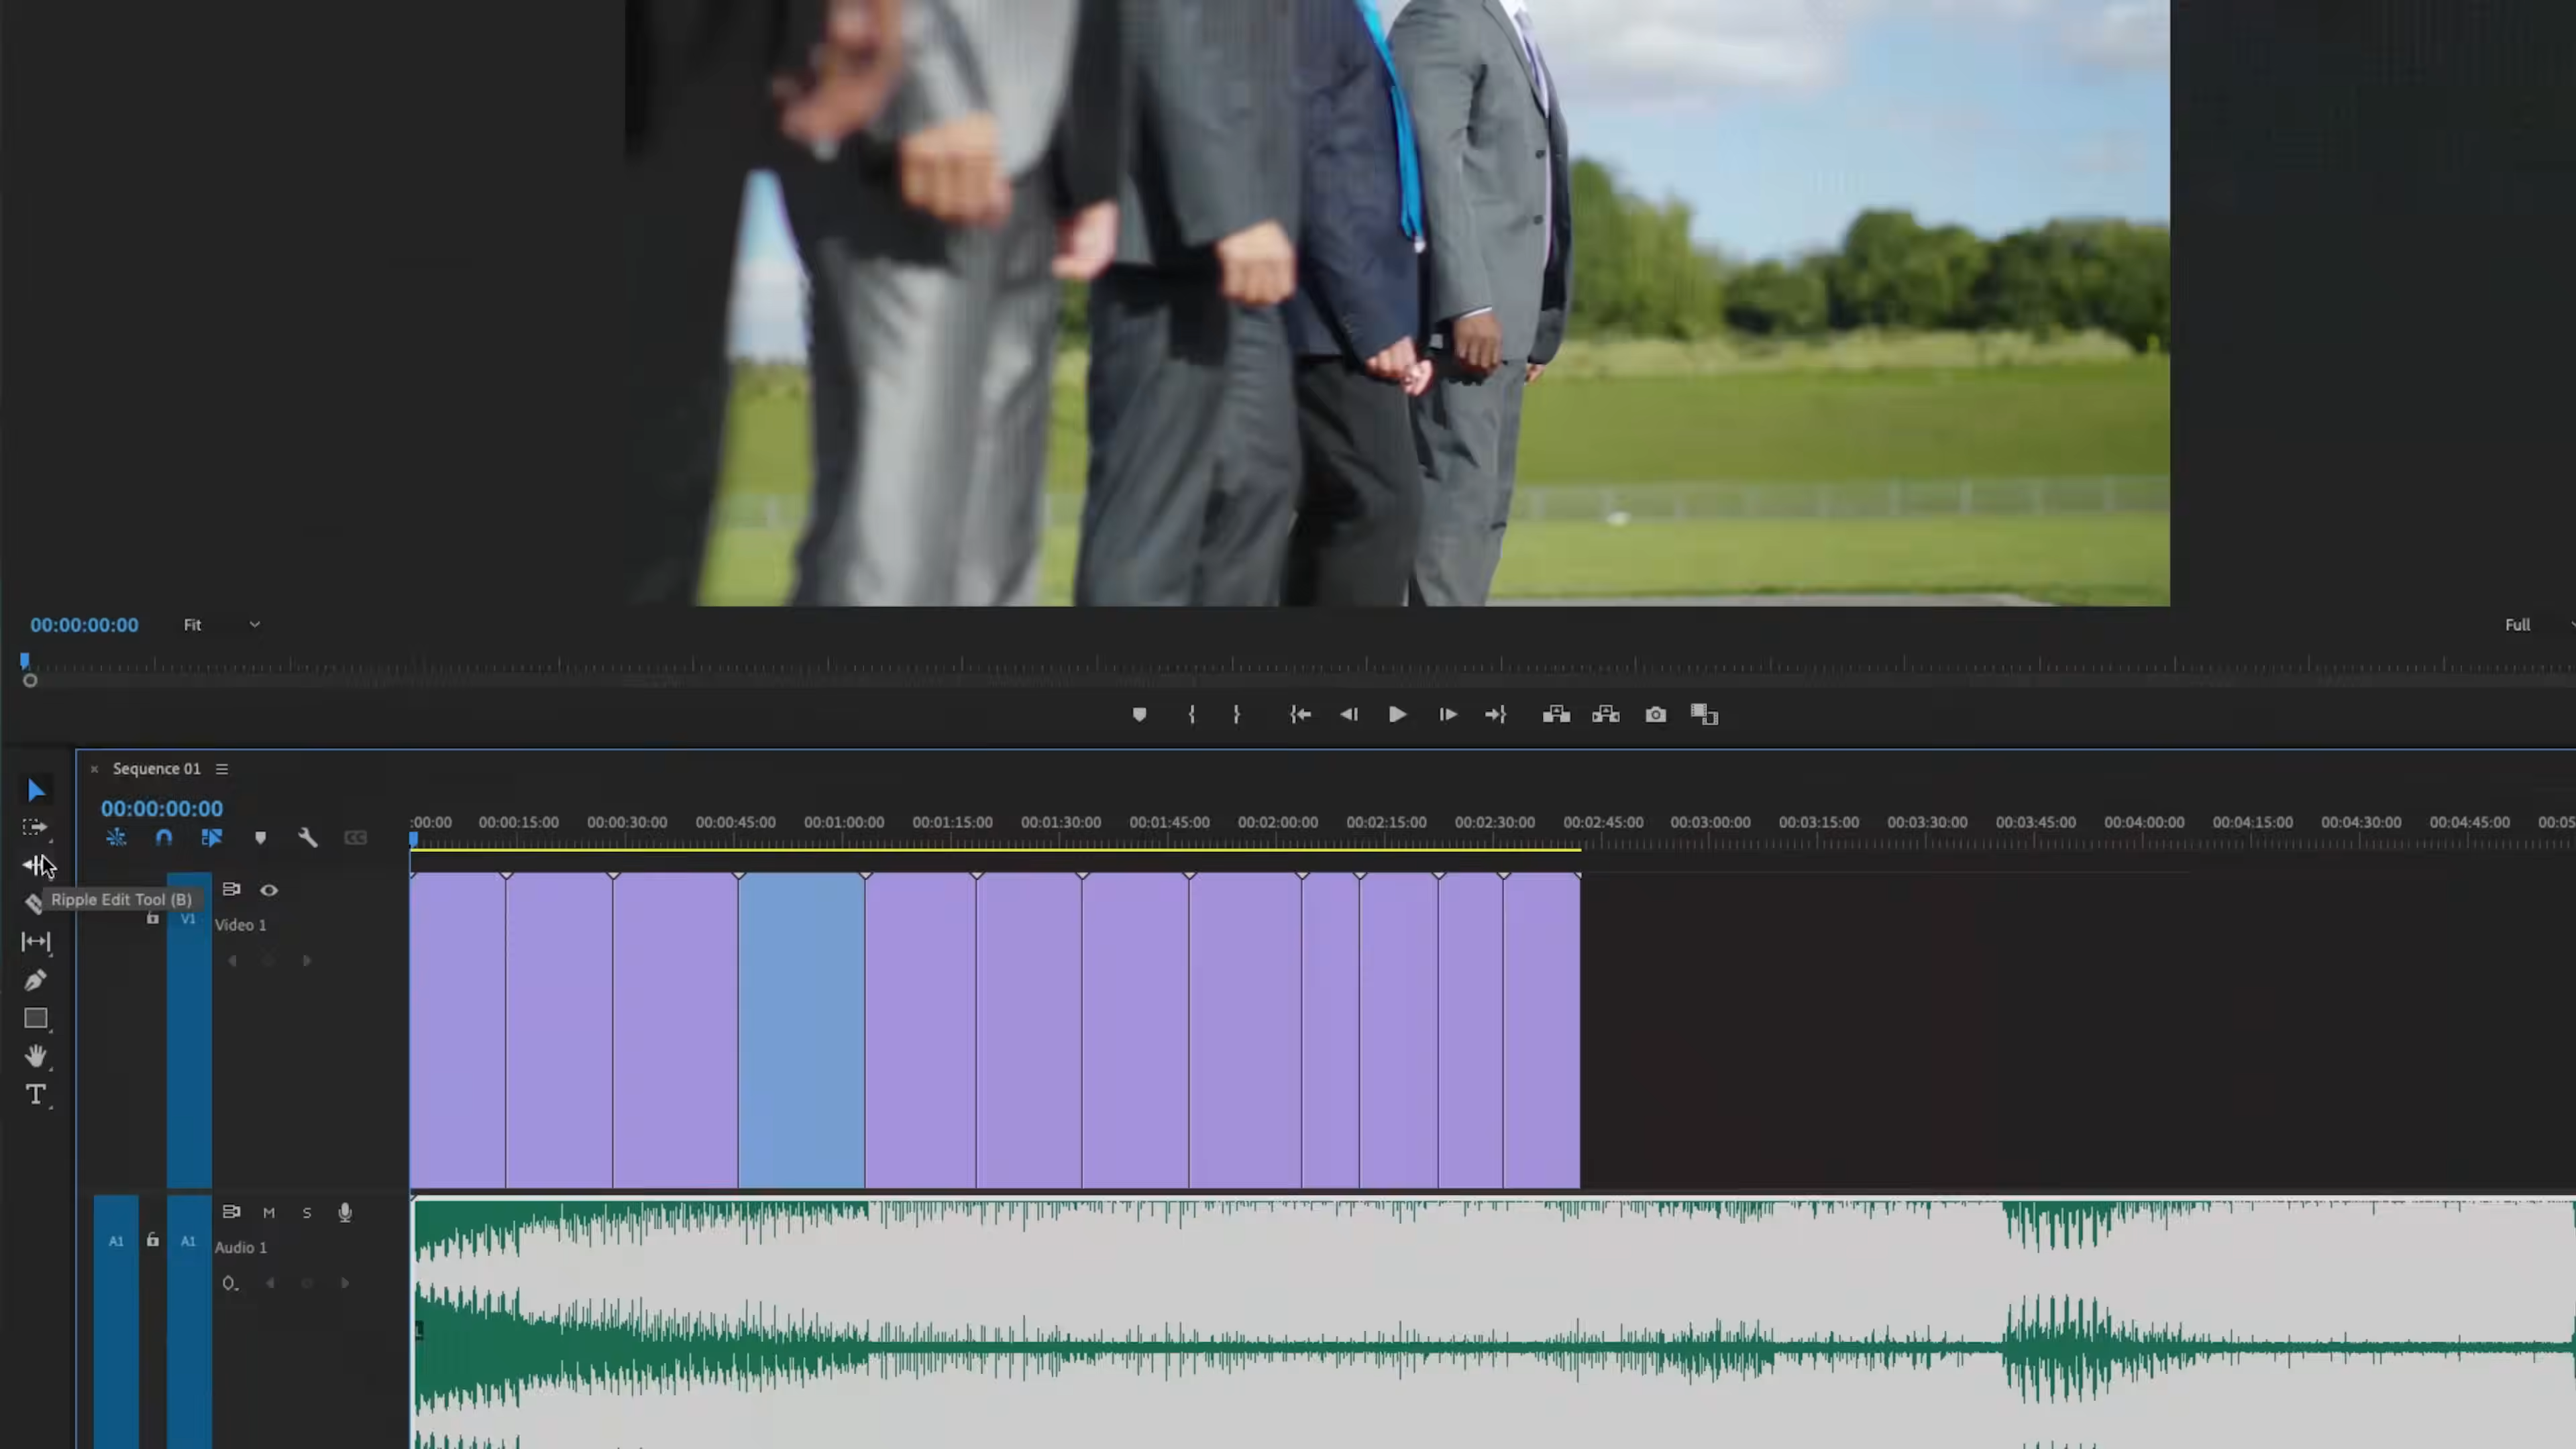 00:00:00:00 Fit Full
Sequence 01
00:00:00:00
:00:00 00:00:15:00 00:00:30:00 00:00:45:00 00:01:00:00 00:01:15:00 00:01:30:00 00:01:45:00 00:02:00:00 00:02:15:00 00:02:30:00 00:02:45:00 00:03:00:00 00:03:15:00 00:03:30:00 00:03:45:00 00:04:00:00 00:04:15:00 00:04:30:00 00:04:45:00 00:05
CC
Ripple Edit Tool (B)
V1 Video 1
T
M S
A1 A1 Audio 1